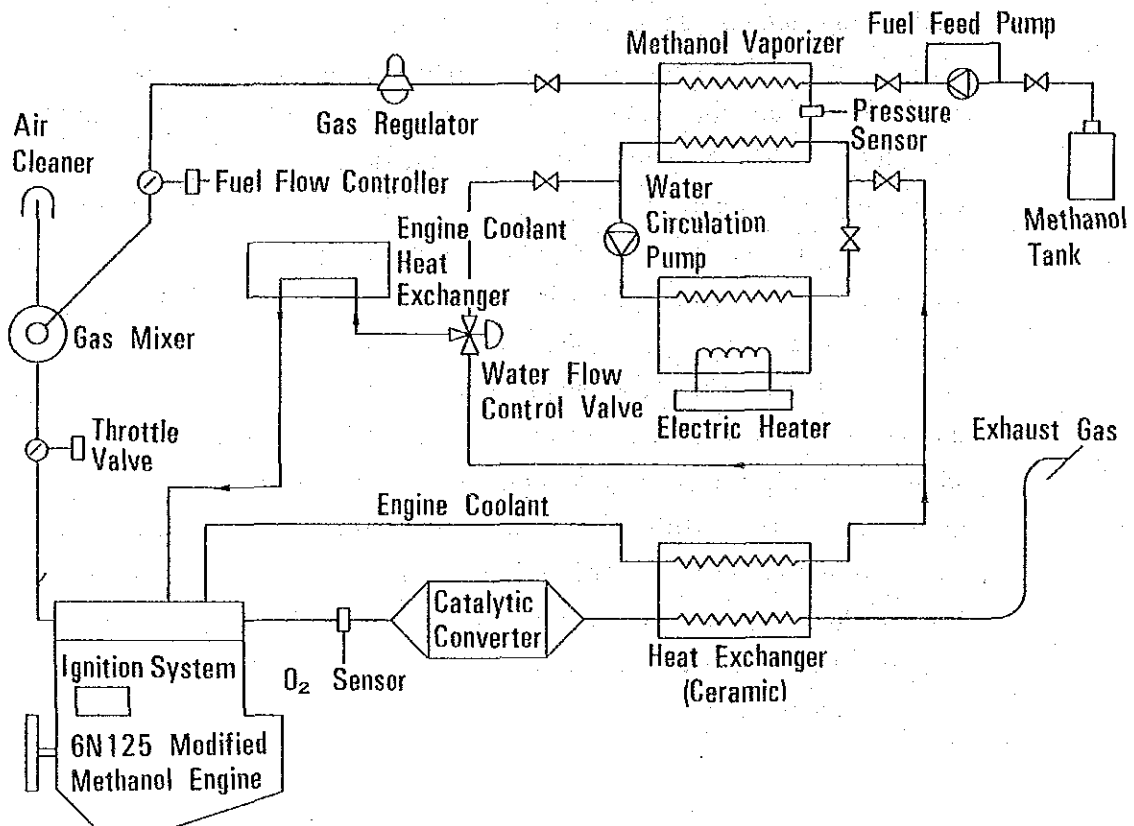 Fuel Feed Pump
Methanol Vaporizer
Gas Regulator
Pressure
Sensor
Air
Cleaner
Fuel Flow Controller
Water
Circulation
Pump
Methanol
Tank
Engine Coolant
Heat
Exchanger
Gas Mixer
Water Flow
Control Valve
Electric Heater
Exhaust Gas
Throttle
Valve
Engine Coolant
Catalytic
Converter
Heat Exchanger
(Ceramic)
Ignition System
O₂ Sensor
6N125 Modified
Methanol Engine